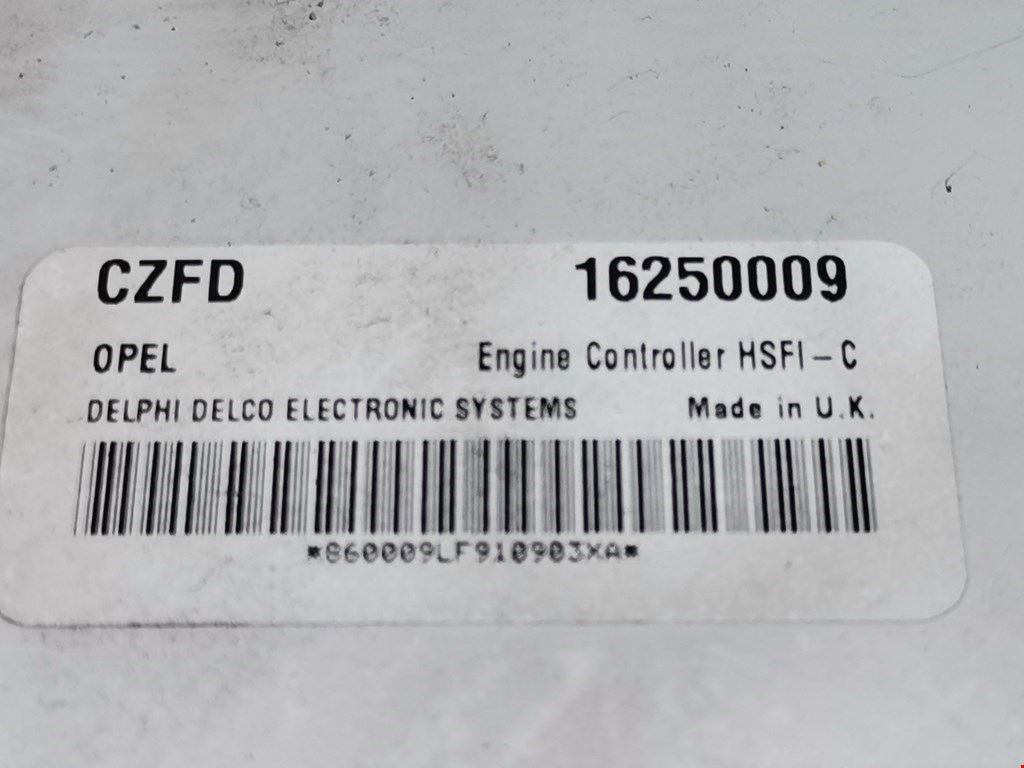 CZFD 16250009
OPEL Engine Controller HSFI-C
DELPHI DELCO ELECTRONIC SYSTEMS Made in U.K.
*860009LF910903XA*